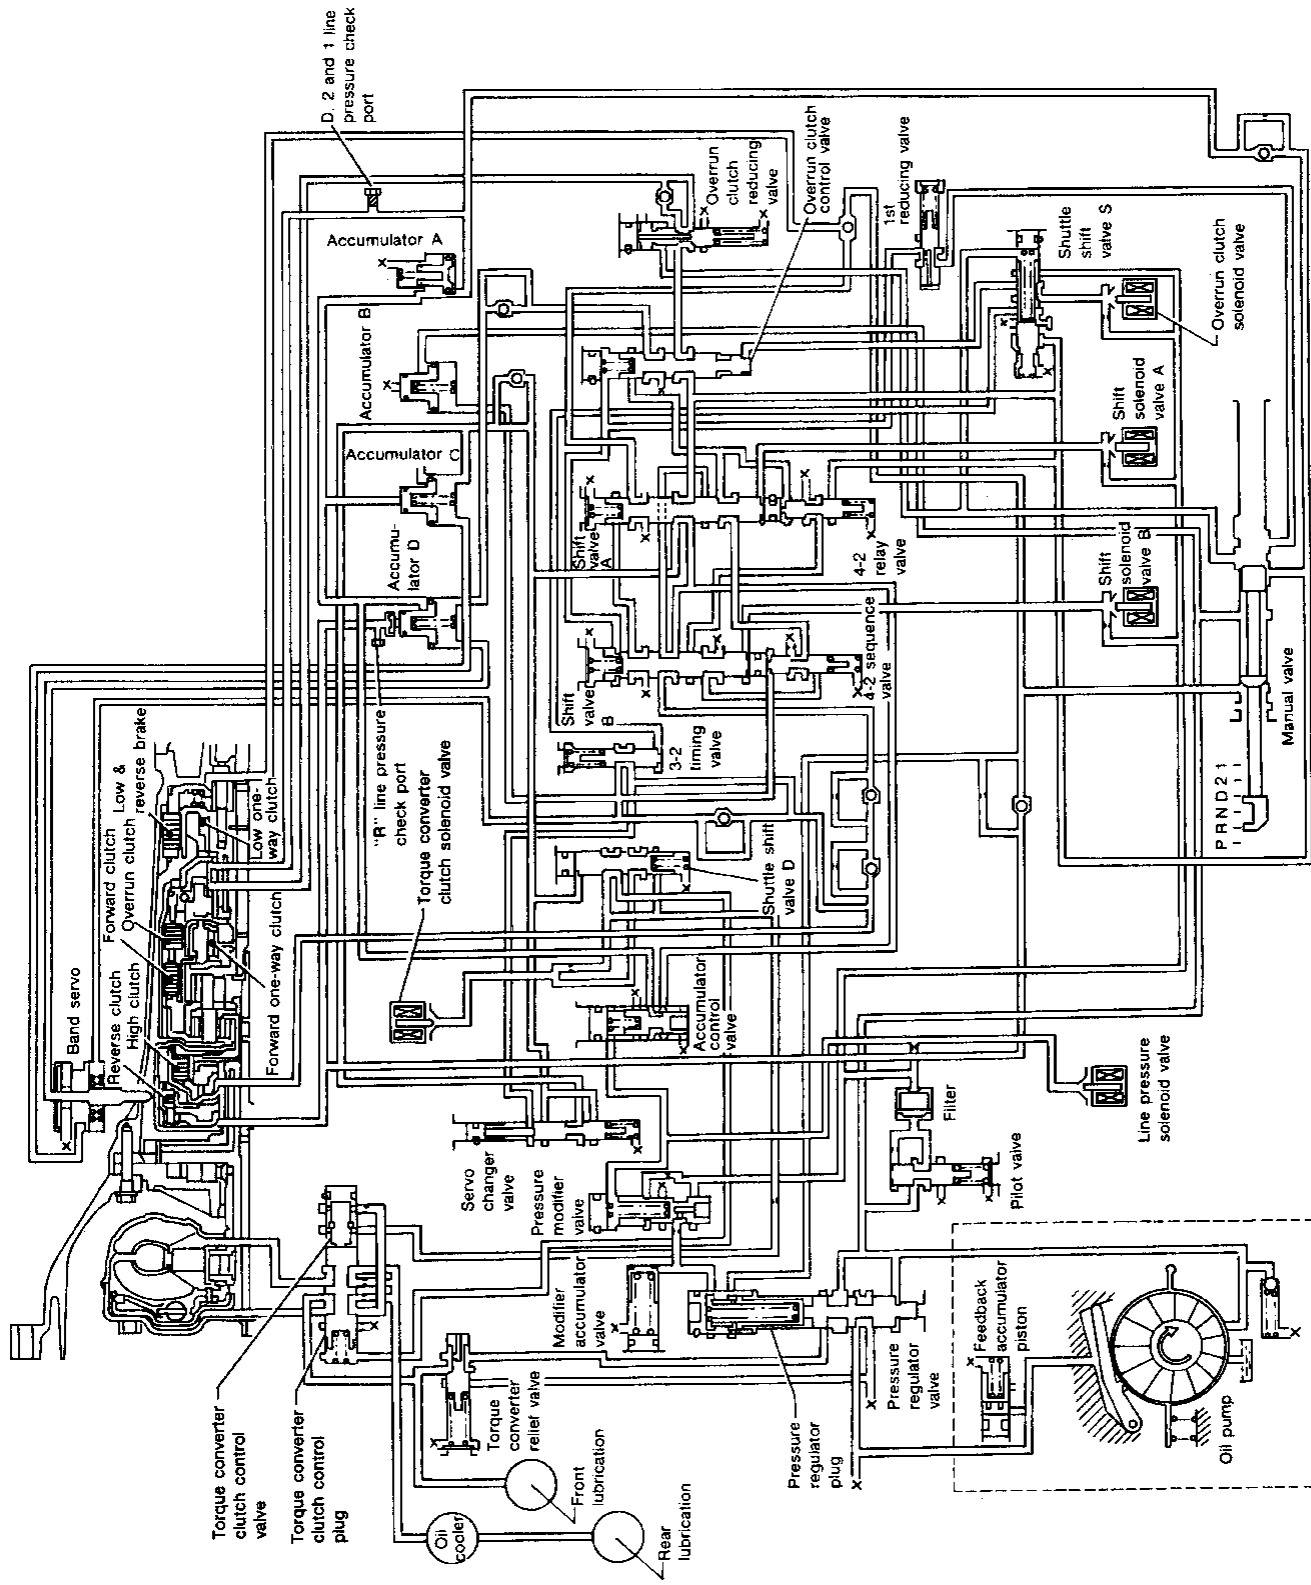 D, 2 and 1 line
pressure check
port
Accumulator A
Accumulator B
Accumulator C
Accumu-
lator D
Overrun
clutch
reducing
valve
Overrun clutch
control valve
1st
reducing valve
Shuttle
shift
valve S
Overrun clutch
solenoid valve
Shift
solenoid
valve A
Shift
solenoid
valve B
Manual valve
PRND21
Shift
valve
A
4-2
relay
valve
Shift
valve
B
4-2 sequence
valve
3-2
timing
valve
Shuttle shift
valve D
Low &
reverse brake
Low one-
way clutch
Forward clutch
Overrun clutch
Forward one-way clutch
Reverse clutch
High clutch
Band servo
"R" line pressure
check port
Torque converter
clutch solenoid valve
Accumulator
control
valve
Servo
changer
valve
Pressure
modifier
valve
Modifier
accumulator
valve
Filter
Pilot valve
Line pressure
solenoid valve
Torque converter
clutch control
valve
Torque converter
clutch control
plug
Torque
converter
relief valve
Front
lubrication
Oil
cooler
Rear
lubrication
Pressure
regulator
plug
Pressure
regulator
valve
Feedback
accumulator
piston
Oil pump